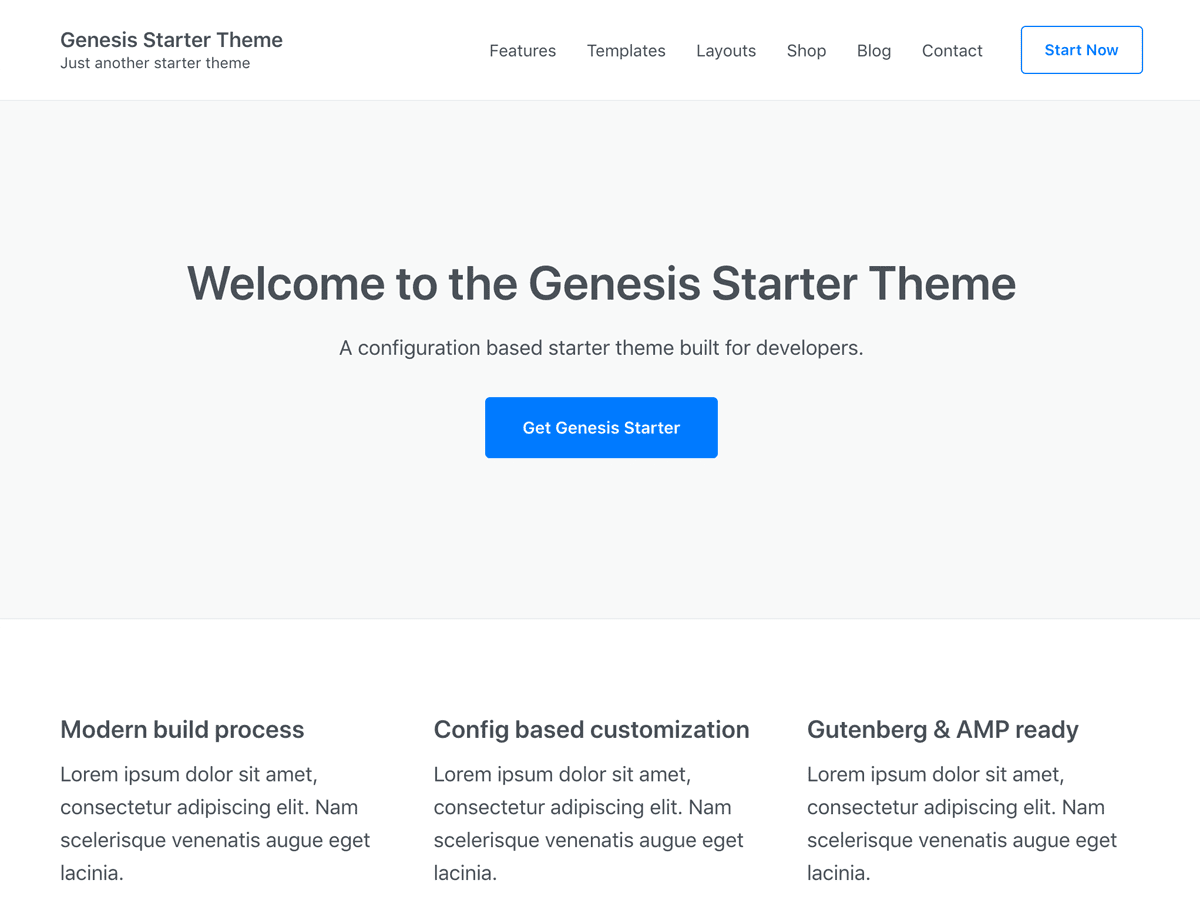 Genesis Starter Theme
Just another starter theme
Features Templates Layouts Shop Blog Contact Start Now
Welcome to the Genesis Starter Theme
A configuration based starter theme built for developers.
Get Genesis Starter
Modern build process
Lorem ipsum dolor sit amet,
consectetur adipiscing elit. Nam
scelerisque venenatis augue eget
lacinia.
Config based customization
Lorem ipsum dolor sit amet,
consectetur adipiscing elit. Nam
scelerisque venenatis augue eget
lacinia.
Gutenberg & AMP ready
Lorem ipsum dolor sit amet,
consectetur adipiscing elit. Nam
scelerisque venenatis augue eget
lacinia.